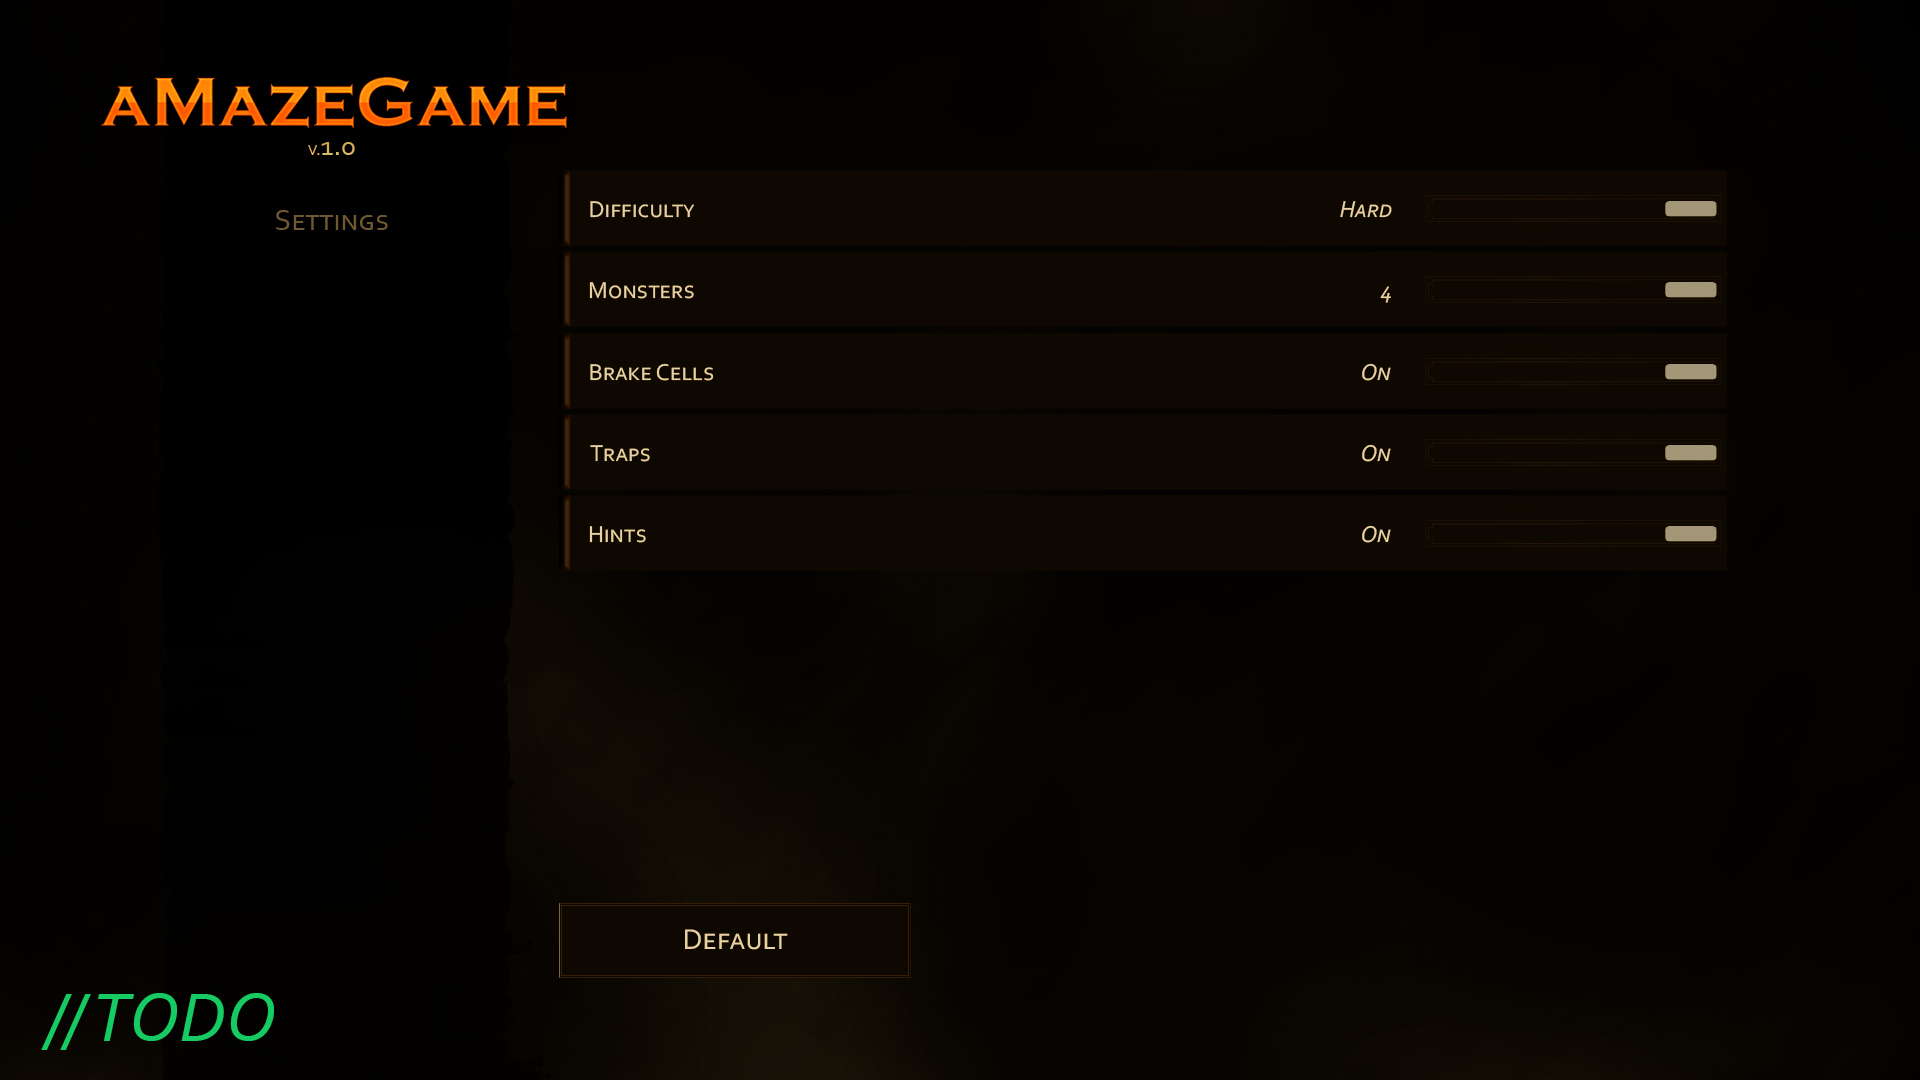 aMazeGame
v.1.0
Settings
Difficulty Hard
Monsters 4
Brake Cells On
Traps On
Hints On
Default
//TODO